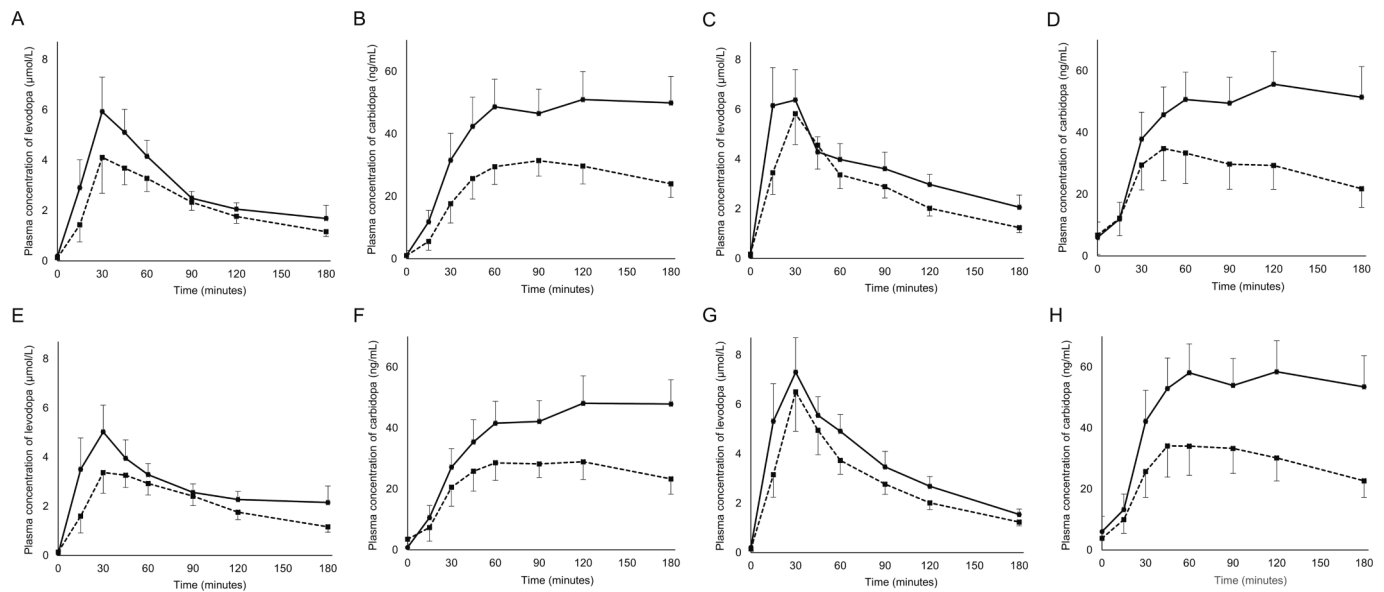 A
Plasma concentration of levodopa (μmol/L)
8
6
4
2
0
0 30 60 90 120 150 180
Time (minutes)
B
Plasma concentration of carbidopa (ng/mL)
60
40
20
0
0 30 60 90 120 150 180
Time (minutes)
C
Plasma concentration of levodopa (μmol/L)
8
6
4
2
0
0 30 60 90 120 150 180
Time (minutes)
D
Plasma concentration of carbidopa (ng/mL)
60
40
20
0
0 30 60 90 120 150 180
Time (minutes)
E
Plasma concentration of levodopa (μmol/L)
8
6
4
2
0
0 30 60 90 120 150 180
Time (minutes)
F
Plasma concentration of carbidopa (ng/mL)
60
40
20
0
0 30 60 90 120 150 180
Time (minutes)
G
Plasma concentration of levodopa (μmol/L)
8
6
4
2
0
0 30 60 90 120 150 180
Time (minutes)
H
Plasma concentration of carbidopa (ng/mL)
60
40
20
0
0 30 60 90 120 150 180
Time (minutes)